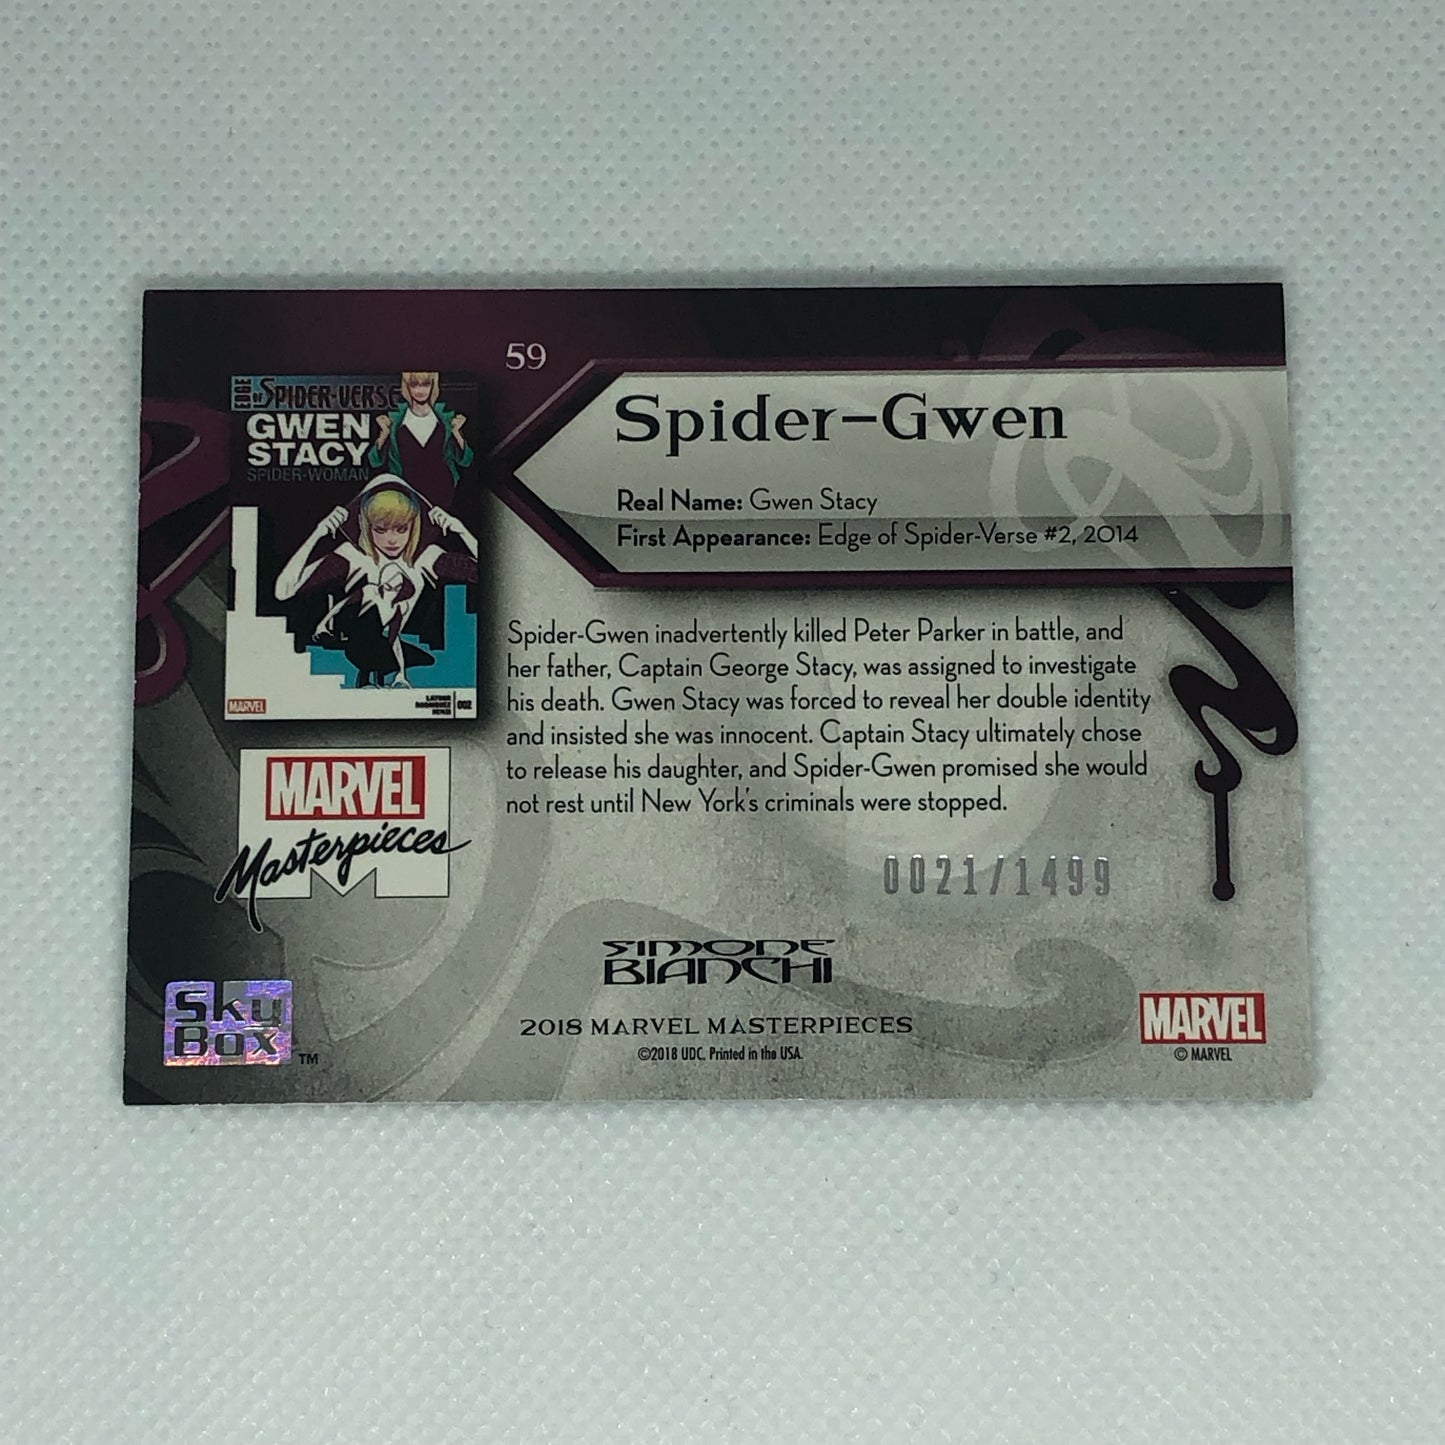 59
EDGE OF SPIDER-VERSE
GWEN
STACY
SPIDER-WOMAN
MARVEL
LATOUR
RODRIGUEZ
RENZI
002
Spider-Gwen
Real Name: Gwen Stacy
First Appearance: Edge of Spider-Verse #2, 2014
Spider-Gwen inadvertently killed Peter Parker in battle, and
her father, Captain George Stacy, was assigned to investigate
his death. Gwen Stacy was forced to reveal her double identity
and insisted she was innocent. Captain Stacy ultimately chose
to release his daughter, and Spider-Gwen promised she would
not rest until New York's criminals were stopped.
MARVEL
Masterpieces
0021/1499
SIMONE
BIANCHI
Sky
Box
TM
2018 MARVEL MASTERPIECES
©2018 UDC. Printed in the USA.
MARVEL
© MARVEL